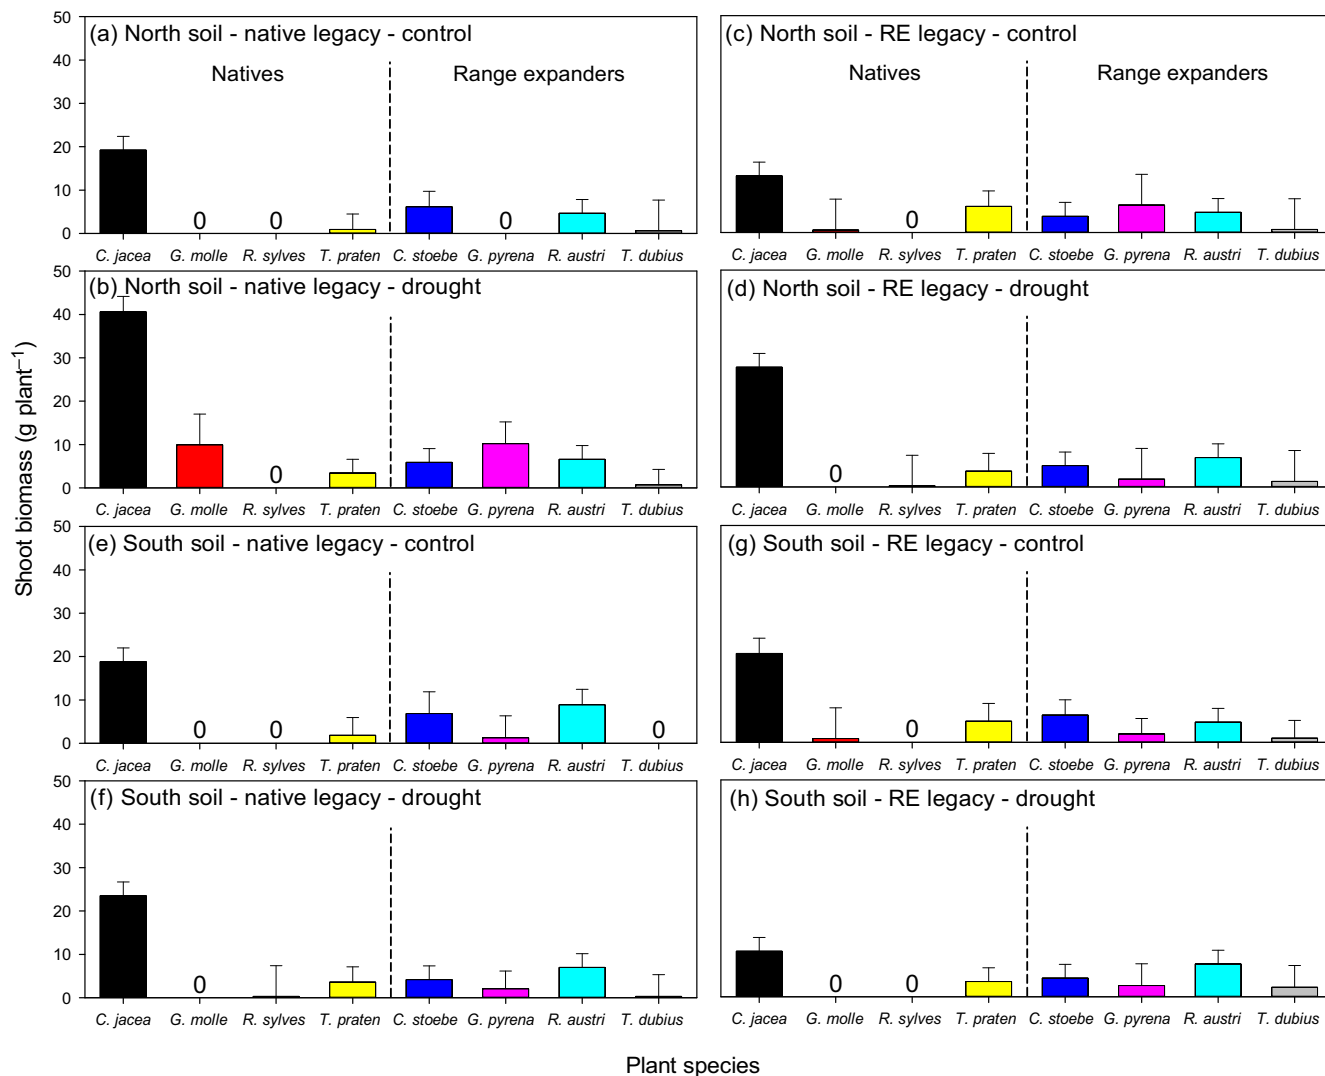 (a) North soil - native legacy - control
Natives
Range expanders
50
40
30
20
10
0
0
0
0
C. jacea G. molle R. sylves T. praten C. stoebe G. pyrena R. austri T. dubius
(c) North soil - RE legacy - control
Natives
Range expanders
0
C. jacea G. molle R. sylves T. praten C. stoebe G. pyrena R. austri T. dubius
(b) North soil - native legacy - drought
50
40
30
20
10
0
0
C. jacea G. molle R. sylves T. praten C. stoebe G. pyrena R. austri T. dubius
(d) North soil - RE legacy - drought
0
C. jacea G. molle R. sylves T. praten C. stoebe G. pyrena R. austri T. dubius
Shoot biomass (g plant⁻¹)
(e) South soil - native legacy - control
50
40
30
20
10
0
0
0
0
C. jacea G. molle R. sylves T. praten C. stoebe G. pyrena R. austri T. dubius
(g) South soil - RE legacy - control
0
C. jacea G. molle R. sylves T. praten C. stoebe G. pyrena R. austri T. dubius
(f) South soil - native legacy - drought
50
40
30
20
10
0
0
C. jacea G. molle R. sylves T. praten C. stoebe G. pyrena R. austri T. dubius
(h) South soil - RE legacy - drought
0
0
C. jacea G. molle R. sylves T. praten C. stoebe G. pyrena R. austri T. dubius
Plant species